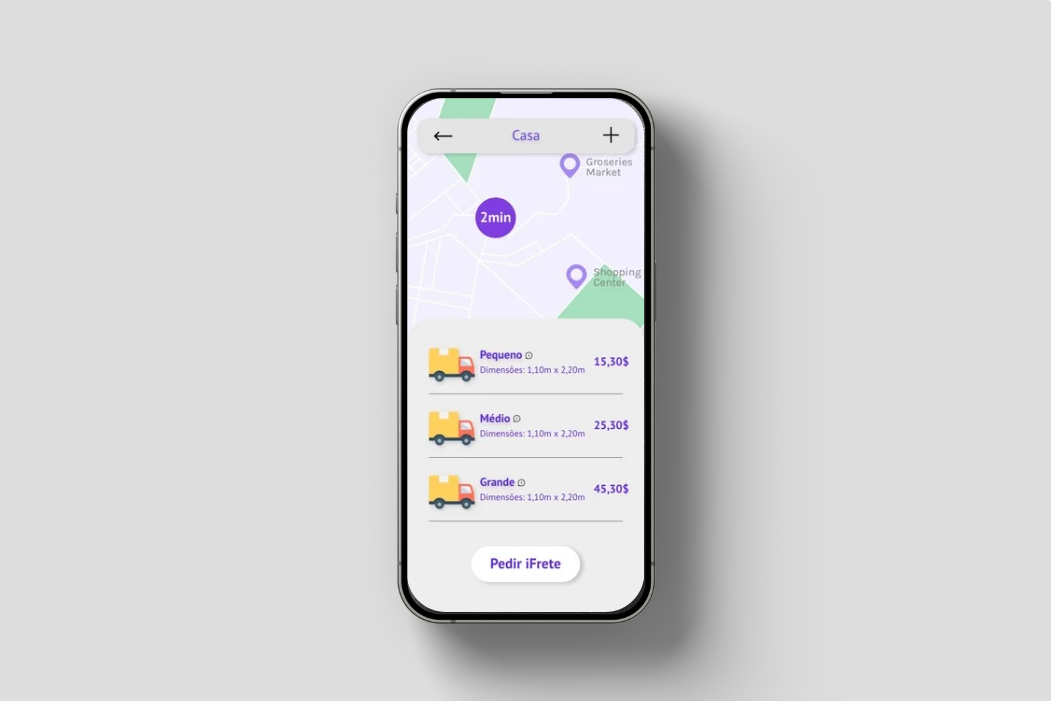 Casa
Groseries
Market
2min
Shopping
Center
Pequeno
Dimensões: 1,10m x 2,20m
15,30$
Médio
Dimensões: 1,10m x 2,20m
25,30$
Grande
Dimensões: 1,10m x 2,20m
45,30$
Pedir iFrete